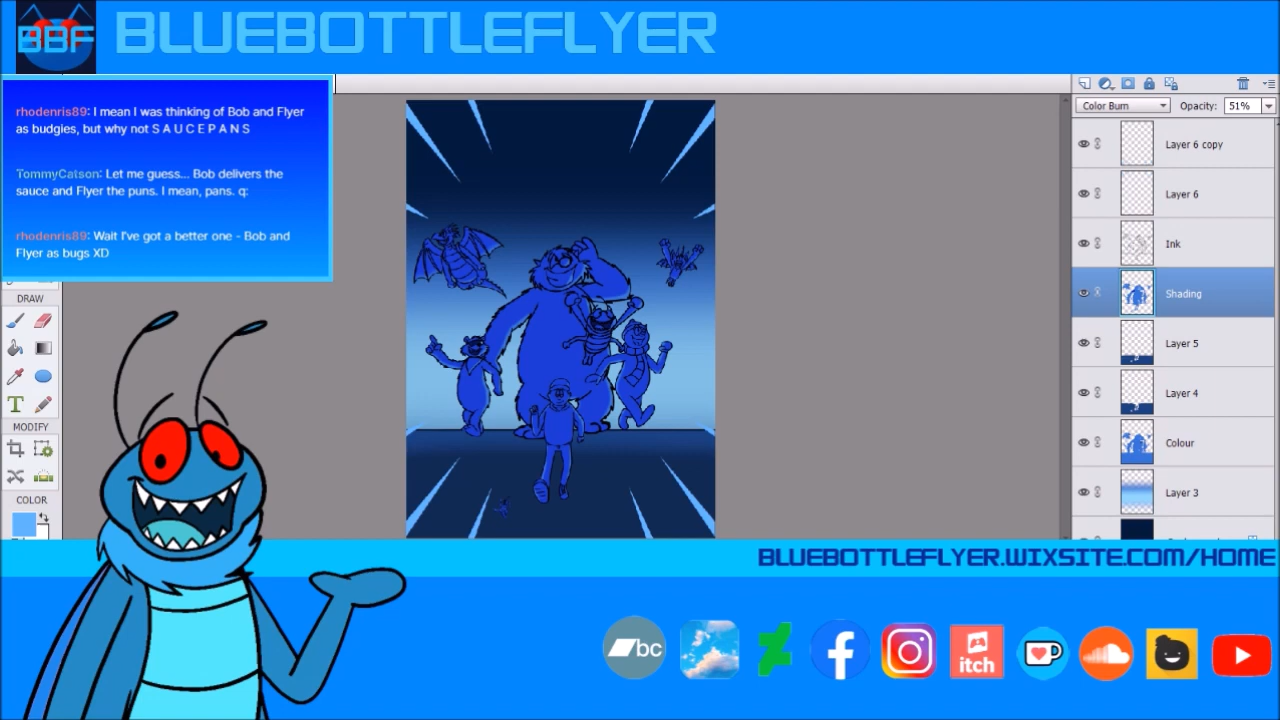 BBF
BLUEBOTTLEFLYER
rhodenris89: I mean I was thinking of Bob and Flyer
as budgies, but why not S A U C E P A N S
TommyCatson: Let me guess... Bob delivers the
sauce and Flyer the puns. I mean, pans. q:
rhodenris89: Wait I've got a better one - Bob and
Flyer as bugs XD
DRAW
T
MODIFY
COLOR
Color Burn
Opacity: 51%
Layer 6 copy
Layer 6
Ink
Shading
Layer 5
Layer 4
Colour
Layer 3
BLUEBOTTLEFLYER.WIXSITE.COM/HOME
bc
itch